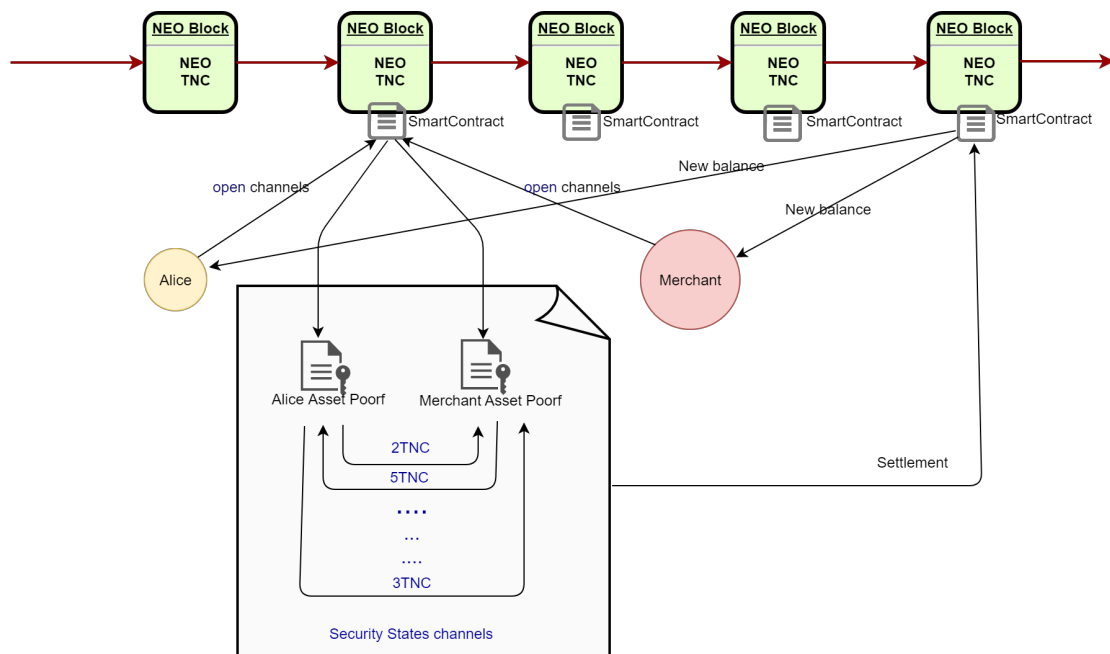 NEO Block
NEO
TNC
NEO Block
NEO
TNC
NEO Block
NEO
TNC
NEO Block
NEO
TNC
NEO Block
NEO
TNC
SmartContract
SmartContract
SmartContract
SmartContract
open channels
open channels
New balance
New balance
Alice
Merchant
Alice Asset Poorf
Merchant Asset Poorf
2TNC
5TNC
....
...
....
3TNC
Settlement
Security States channels